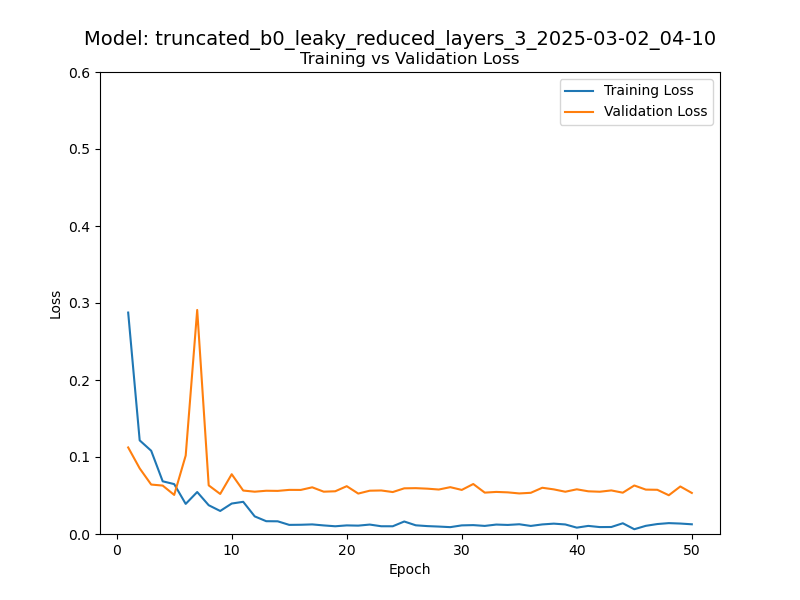 Model: truncated_b0_leaky_reduced_layers_3_2025-03-02_04-10
Training vs Validation Loss
Training Loss
Validation Loss
0.6
0.5
0.4
0.3
0.2
0.1
0.0
Loss
0
10
20
30
40
50
Epoch